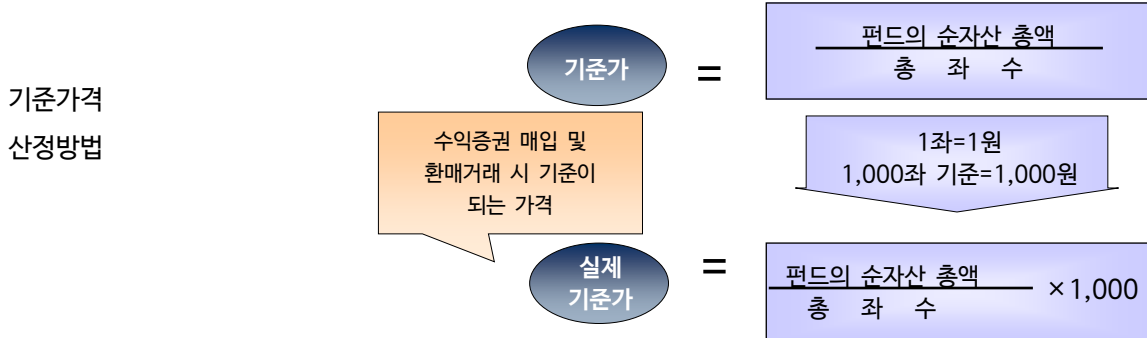 기준가격
산정방법
기준가
=
펀드의 순자산 총액
총 좌 수
수익증권 매입 및
환매거래 시 기준이
되는 가격
1좌=1원
1,000좌 기준=1,000원
실제
기준가
=
펀드의 순자산 총액
총 좌 수
×1,000